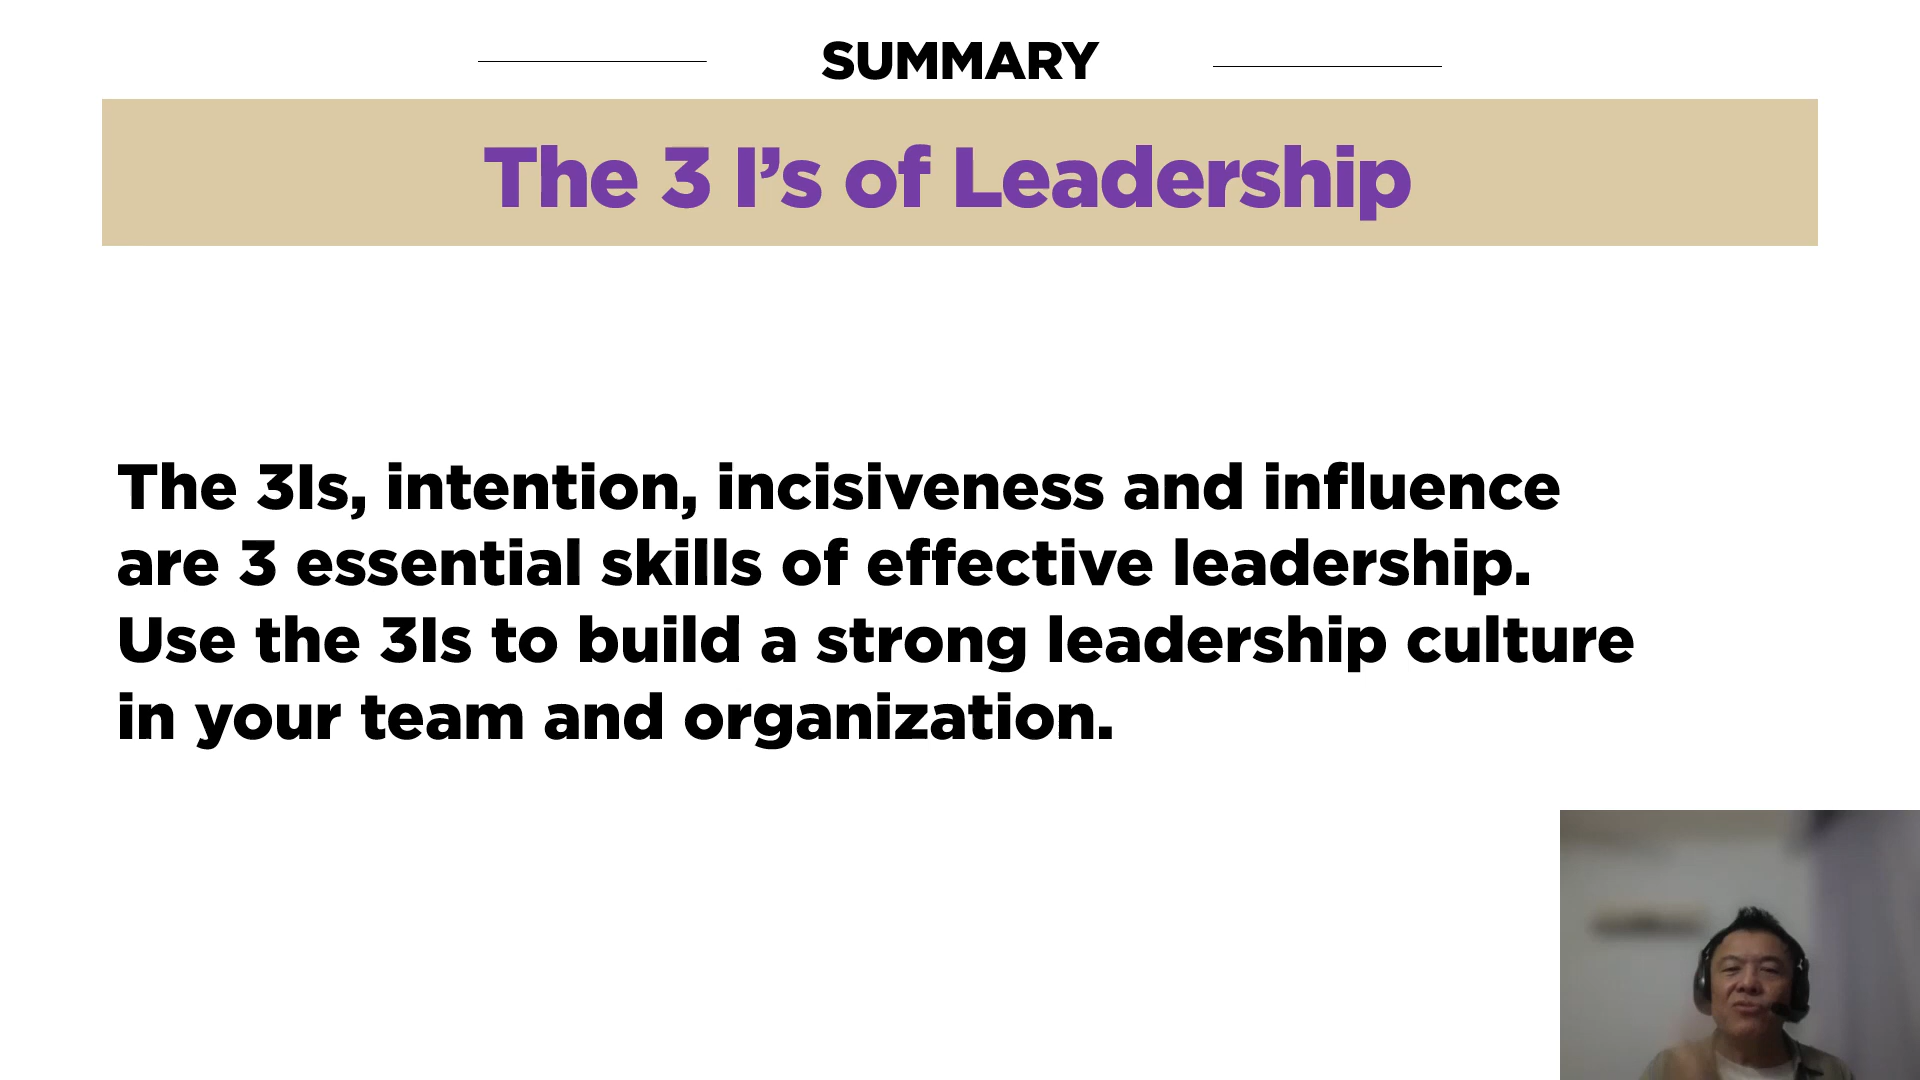 SUMMARY
The 3 I’s of Leadership
The 3Is, intention, incisiveness and influence
are 3 essential skills of effective leadership.
Use the 3Is to build a strong leadership culture
in your team and organization.